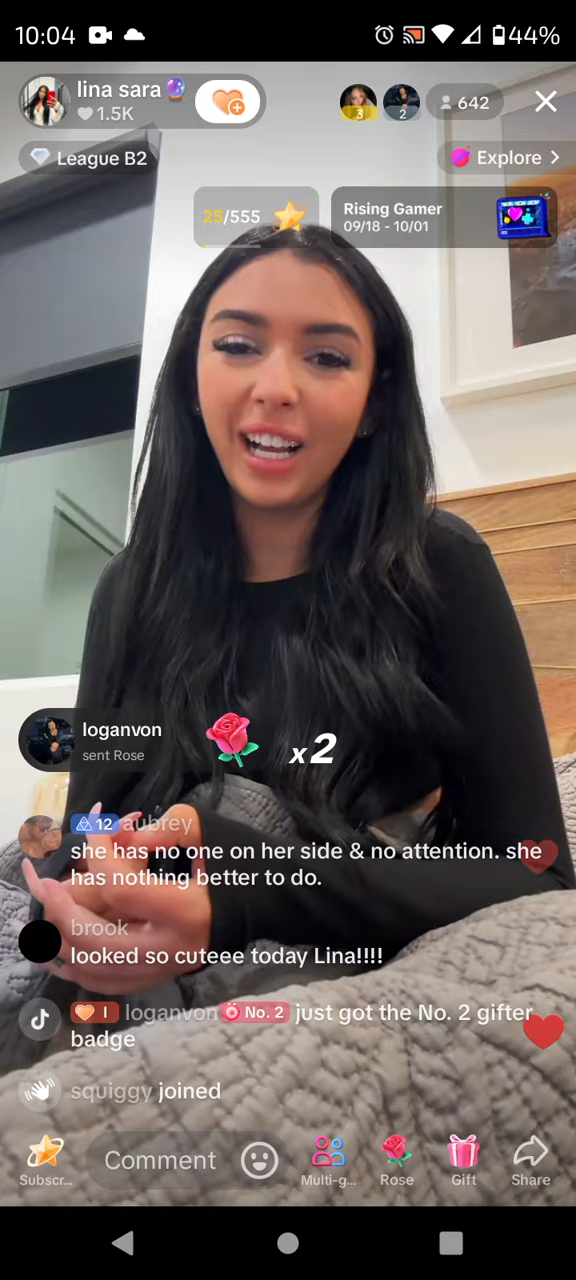 10:04
44%
lina sara
1.5K
3
2
642
League B2
Explore
25/555
Rising Gamer
09/18 - 10/01
loganvon
sent Rose
x2
12 aubrey
she has no one on her side & no attention. she
has nothing better to do.
brook
looked so cuteee today Lina!!!!
I loganvon No. 2 just got the No. 2 gifter
badge
squiggy joined
Comment
Subscr...
Multi-g...
Rose
Gift
Share